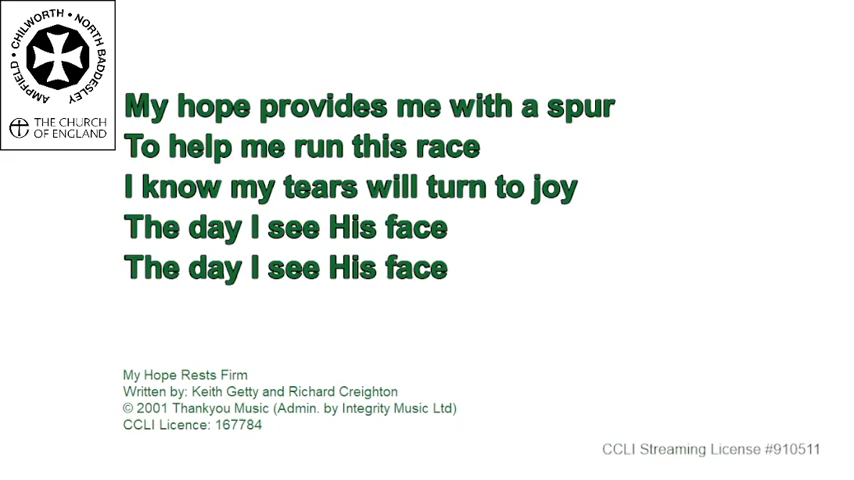 AMPFIELD • CHILWORTH • NORTH BADDESLEY
THE CHURCH
OF ENGLAND
My hope provides me with a spur
To help me run this race
I know my tears will turn to joy
The day I see His face
The day I see His face
My Hope Rests Firm
Written by: Keith Getty and Richard Creighton
© 2001 Thankyou Music (Admin. by Integrity Music Ltd)
CCLI Licence: 167784
CCLI Streaming License #910511